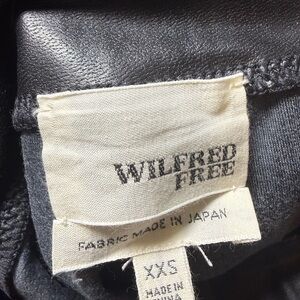 WILFRED
FREE
FABRIC MADE IN JAPAN
XXS
MADE IN
CHINA